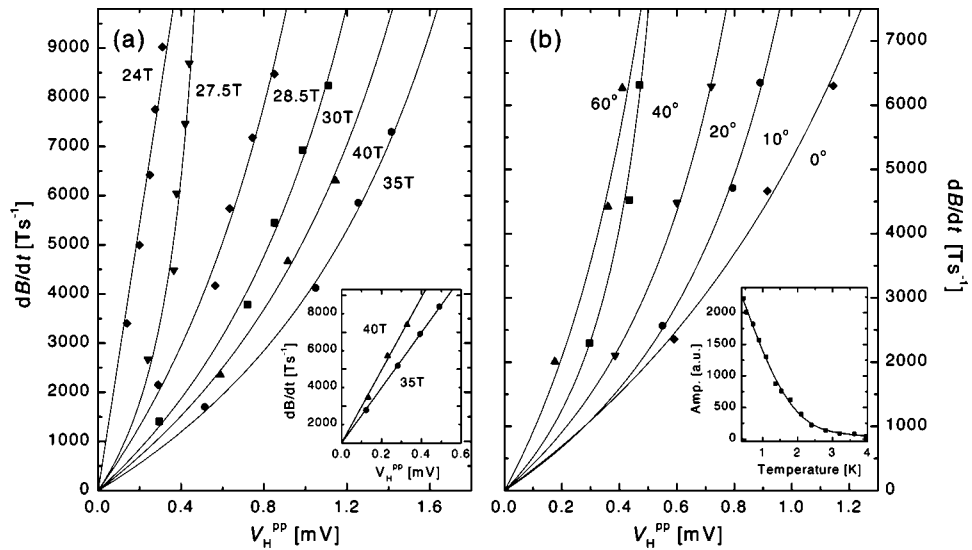 (a)
24T
27.5T
28.5T
30T
40T
35T
9000
8000
7000
6000
5000
4000
3000
2000
1000
0
dB/dt [Ts⁻¹]
0.0 0.4 0.8 1.2 1.6
V_H^pp [mV]
40T
35T
8000
6000
4000
2000
dB/dt [Ts⁻¹]
0.0 0.2 0.4 0.6
V_H^pp [mV]
(b)
60°
40°
20°
10°
0°
7000
6000
5000
4000
3000
2000
1000
0
dB/dt [Ts⁻¹]
0.0 0.2 0.4 0.6 0.8 1.0 1.2
V_H^pp [mV]
2000
1500
1000
500
0
Amp. [a.u.]
1 2 3 4
Temperature [K]